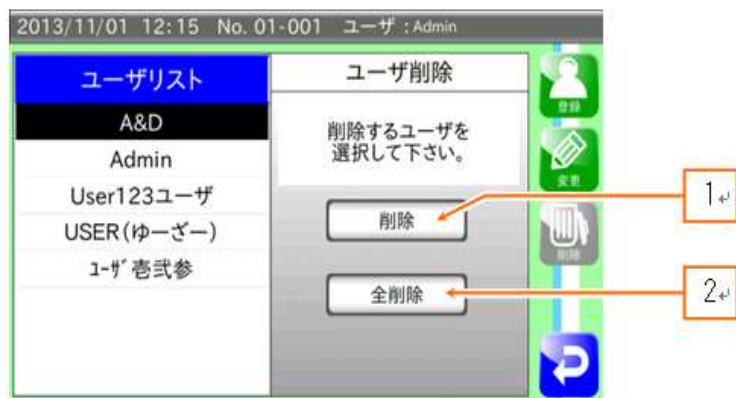 2013/11/01 12:15 No. 01-001 ユーザ：Admin
ユーザリスト
A&D
Admin
User123ユーザ
USER(ゆーざー)
ﾕｰｻﾞ壱弐参
ユーザ削除
削除するユーザを
選択して下さい。
削除
全削除
登録
変更
削除
1↵
2↵